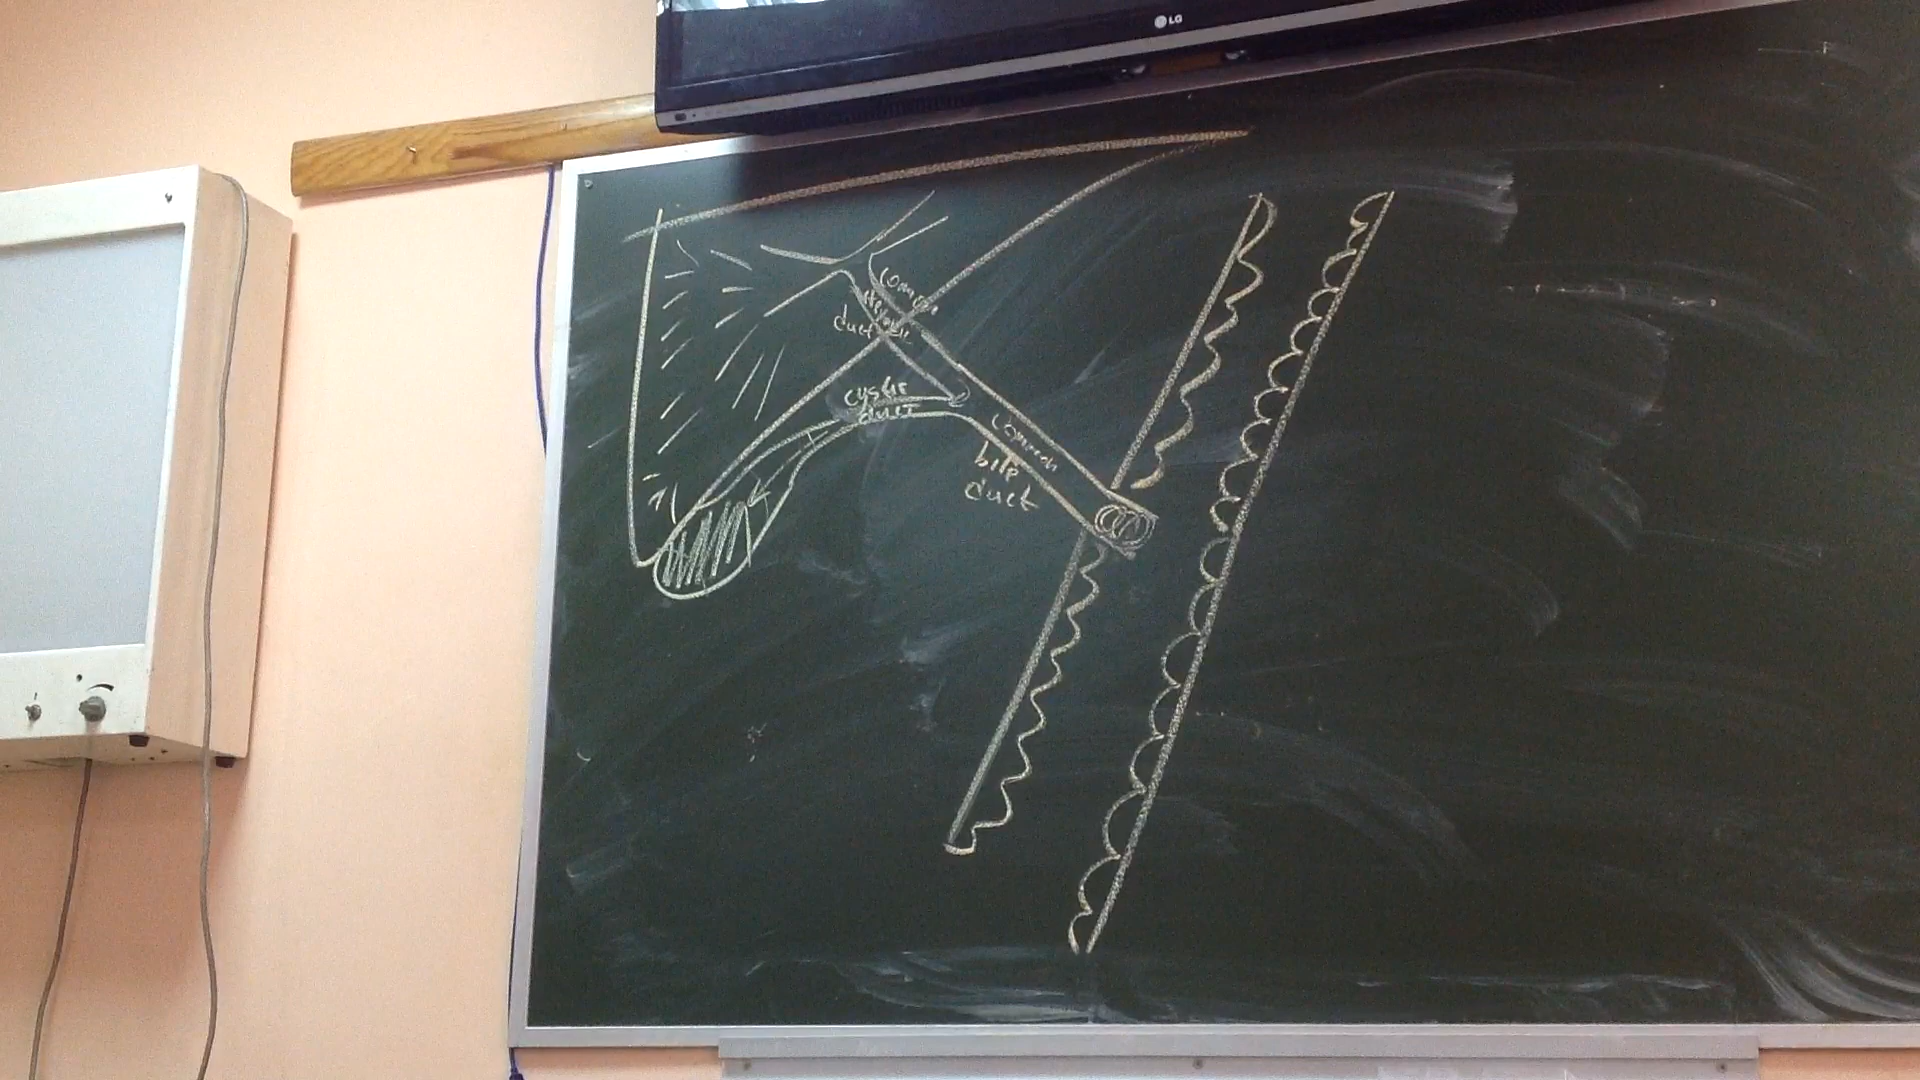 LG
common
hepatic
duct
cystic
duct
common
bile
duct